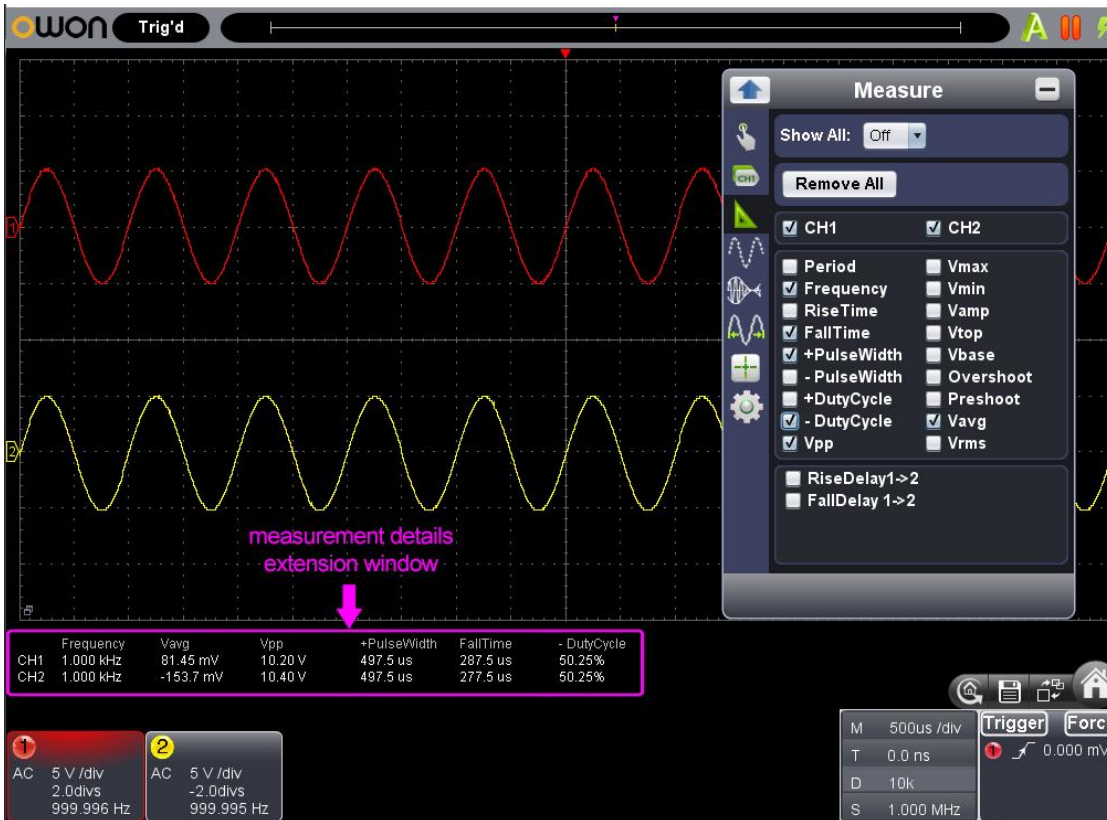 owon Trig'd
Measure
CH1
Show All: Off
Remove All
CH1 CH2
Period Vmax
Frequency Vmin
RiseTime Vamp
FallTime Vtop
+PulseWidth Vbase
- PulseWidth Overshoot
+DutyCycle Preshoot
- DutyCycle Vavg
Vpp Vrms
RiseDelay1->2
FallDelay 1->2
1
2
measurement details
extension window
Frequency Vavg Vpp +PulseWidth FallTime - DutyCycle
CH1 1.000 kHz 81.45 mV 10.20 V 497.5 us 287.5 us 50.25%
CH2 1.000 kHz -153.7 mV 10.40 V 497.5 us 277.5 us 50.25%
1
AC 5 V /div
2.0divs
999.996 Hz
2
AC 5 V /div
-2.0divs
999.995 Hz
M 500us /div
T 0.0 ns
D 10k
S 1.000 MHz
Trigger Forc
1 0.000 mV